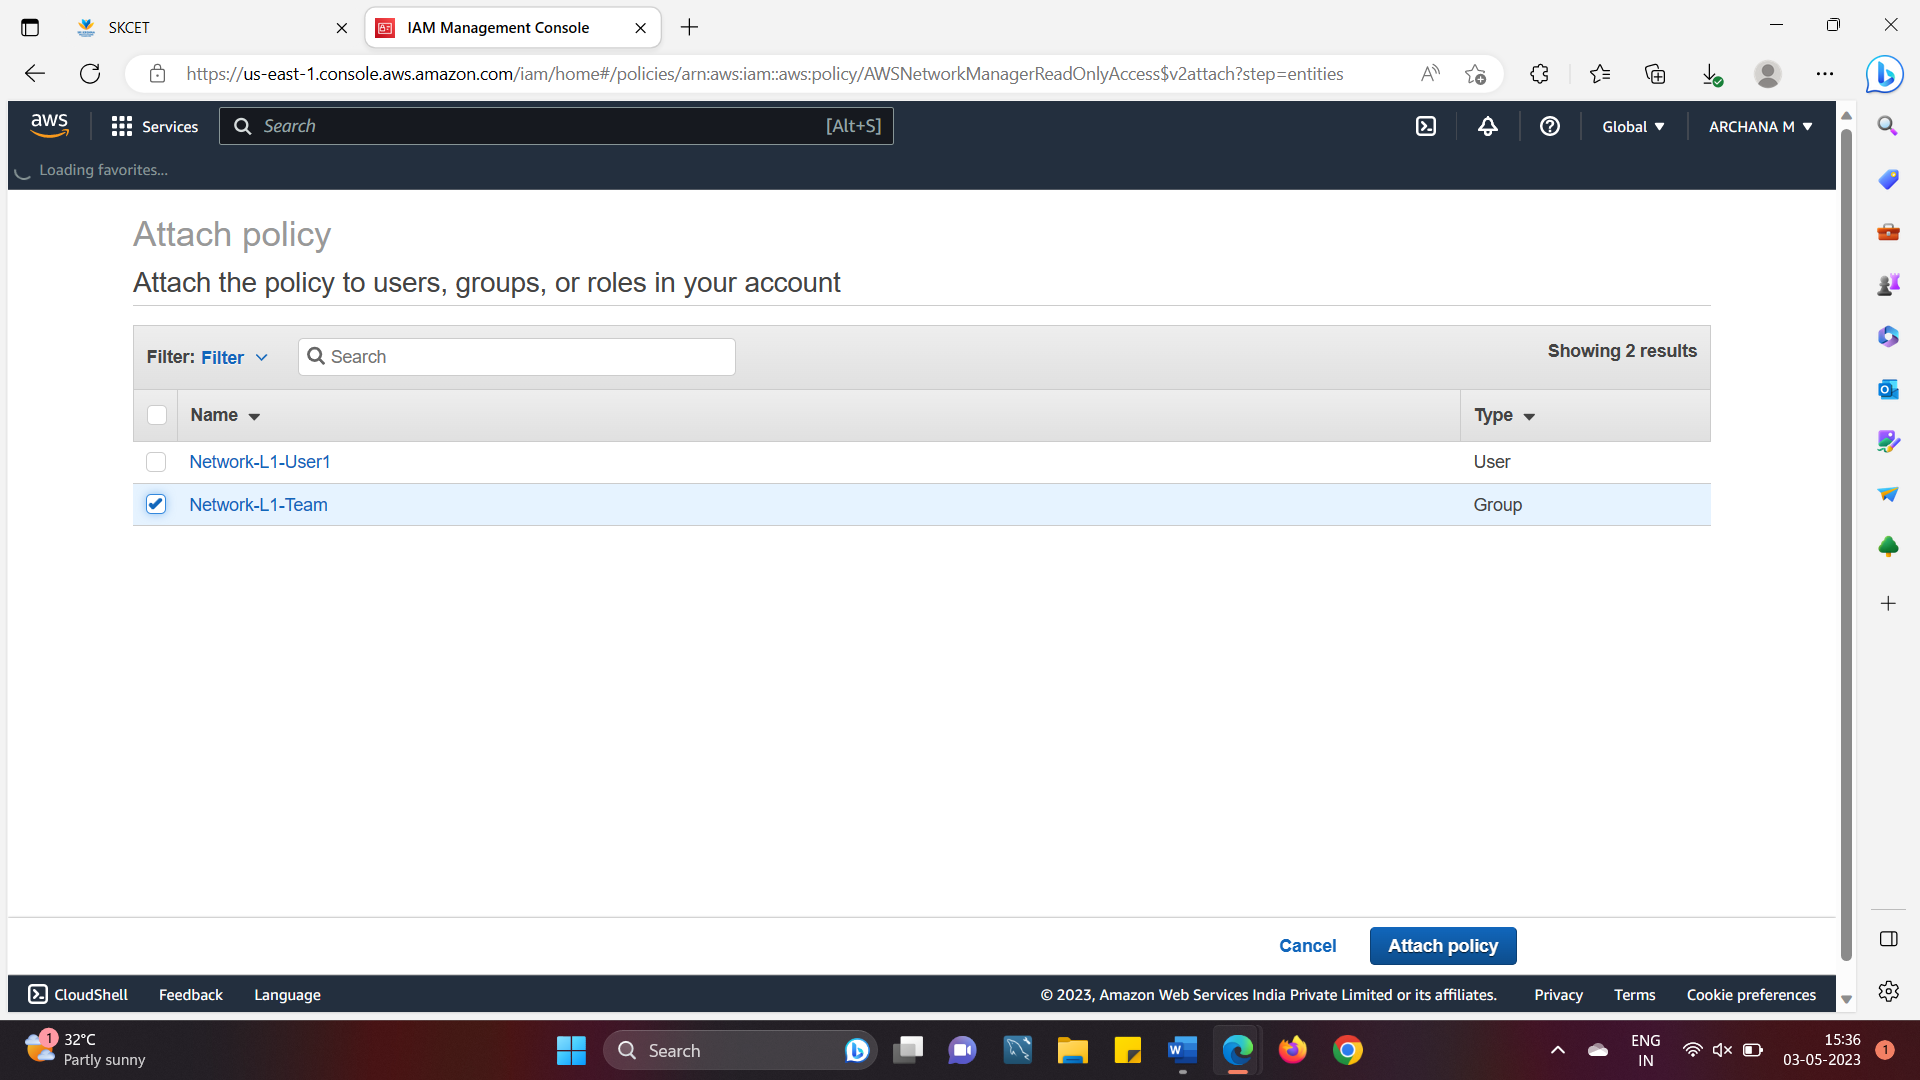 SKCET
IAM Management Console
https://us-east-1.console.aws.amazon.com/iam/home#/policies/arn:aws:iam::aws:policy/AWSNetworkManagerReadOnlyAccess$v2attach?step=entities
aws
Services
Search
[Alt+S]
Global
ARCHANA M
Loading favorites...
Attach policy
Attach the policy to users, groups, or roles in your account
Filter: Filter
Search
Showing 2 results
Name
Type
Network-L1-User1
User
Network-L1-Team
Group
Cancel
Attach policy
CloudShell
Feedback
Language
© 2023, Amazon Web Services India Private Limited or its affiliates.
Privacy
Terms
Cookie preferences
1
32°C
Partly sunny
Search
ENG
IN
15:36
03-05-2023
1